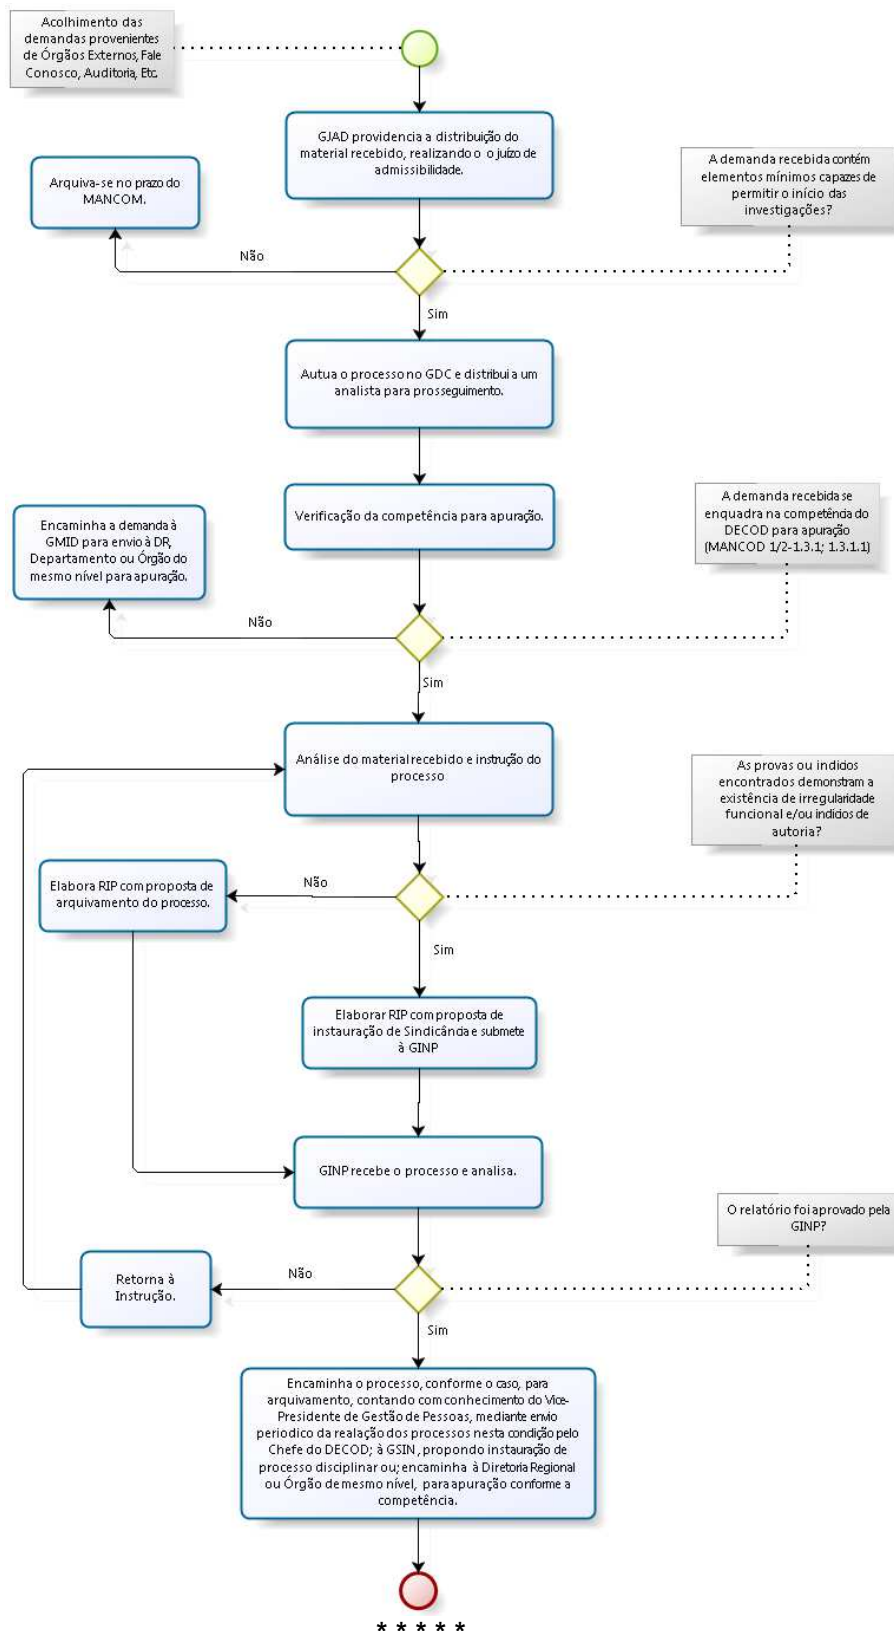 Acolhimento das
demandas provenientes
de Órgãos Externos, Fale
Conosco, Auditoria, Etc.
GJAD providencia a distribuição do
material recebido, realizando o o juízo de
admissibilidade.
A demanda recebida contém
elementos mínimos capazes de
permitir o início das
investigações?
Arquiva-se no prazo do
MANCOM.
Não
Sim
Autua o processo no GDC e distribui a um
analista para prosseguimento.
Verificação da competência para apuração.
A demanda recebida se
enquadra na competência do
DECOD para apuração
(MANCOD 1/2-1.3.1; 1.3.1.1)
Encaminha a demanda à
GMID para envio à DR,
Departamento ou Órgão do
mesmo nível para apuração.
Não
Sim
Análise do material recebido e instrução do
processo
As provas ou indicios
encontrados demonstram a
existência de irregularidade
funcional e/ou indícios de
autoria?
Elabora RIP com proposta de
arquivamento do processo.
Não
Sim
Elaborar RIP com proposta de
instauração de Sindicância e submete
à GINP
GINP recebe o processo e analisa.
O relatório foi aprovado pela
GINP?
Retorna à
Instrução.
Não
Sim
Encaminha o processo, conforme o caso, para
arquivamento, contando com conhecimento do Vice-
Presidente de Gestão de Pessoas, mediante envio
periodico da realação dos processos nesta condição pelo
Chefe do DECOD; à GSIN, propondo instauração de
processo disciplinar ou; encaminha à Diretoria Regional
ou Órgão de mesmo nível, para apuração conforme a
competência.
* * * * *